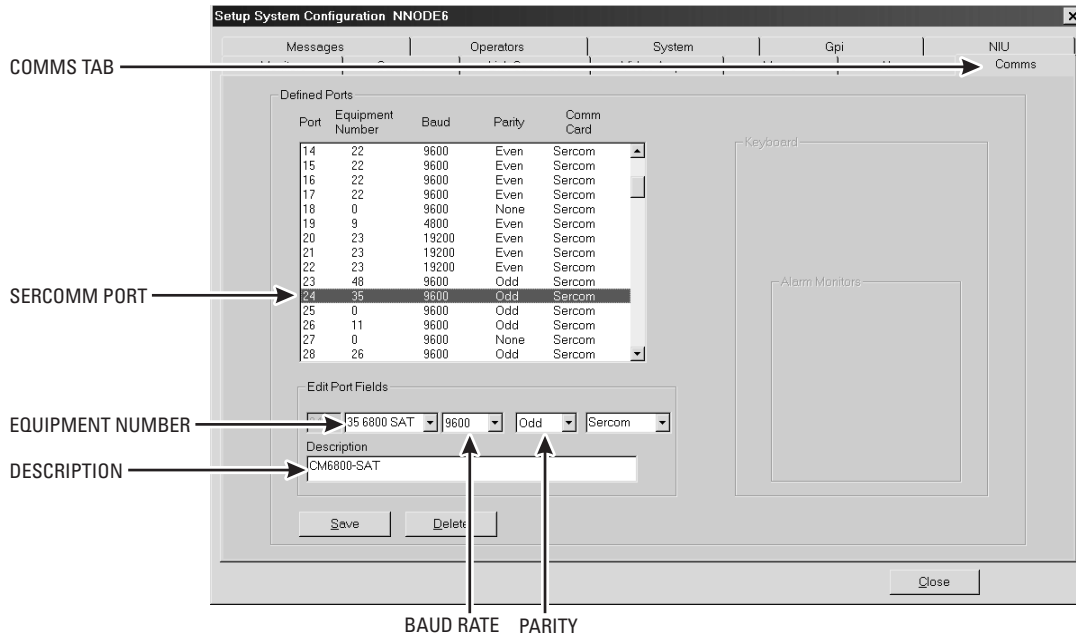 Setup System Configuration NNODE6
Messages Operators System Gpi NIU
Comms
COMMS TAB
Defined Ports
Port Equipment Number Baud Parity Comm Card
14 22 9600 Even Sercom
15 22 9600 Even Sercom
16 22 9600 Even Sercom
17 22 9600 Even Sercom
18 0 9600 None Sercom
19 9 4800 Even Sercom
20 23 19200 Even Sercom
21 23 19200 Even Sercom
22 23 19200 Even Sercom
23 48 9600 Odd Sercom
24 35 9600 Odd Sercom
25 0 9600 Odd Sercom
26 11 9600 Odd Sercom
27 0 9600 None Sercom
28 26 9600 Odd Sercom
Keyboard
Alarm Monitors
SERCOMM PORT
Edit Port Fields
EQUIPMENT NUMBER
35 6800 SAT 9600 Odd Sercom
Description
DESCRIPTION
CM6800-SAT
Save Delete
Close
BAUD RATE PARITY